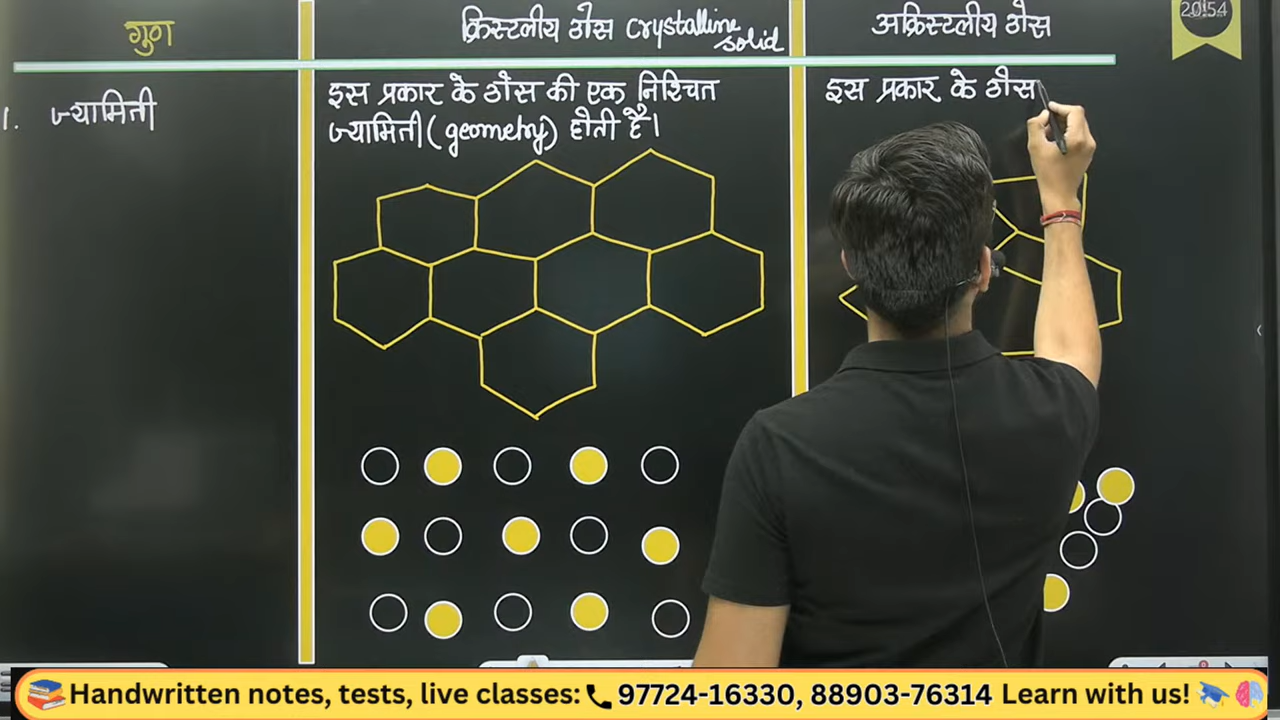 गुण
क्रिस्टलीय ठोस Crystalline solid
अक्रिस्टलीय ठोस
20:54
1. ज्यामिती
इस प्रकार के ठोस की एक निश्चित
ज्यामिती (geometry) होती है।
इस प्रकार के ठोस
Handwritten notes, tests, live classes: 97724-16330, 88903-76314 Learn with us!